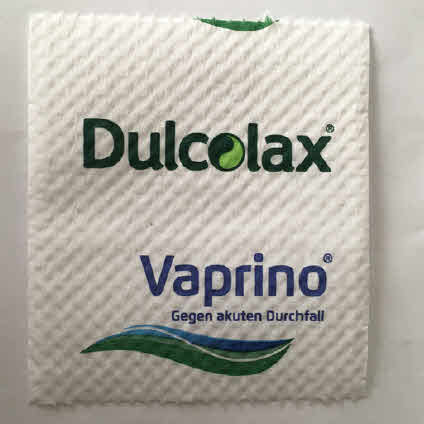 Dulcolax®
Vaprino®
Gegen akuten Durchfall